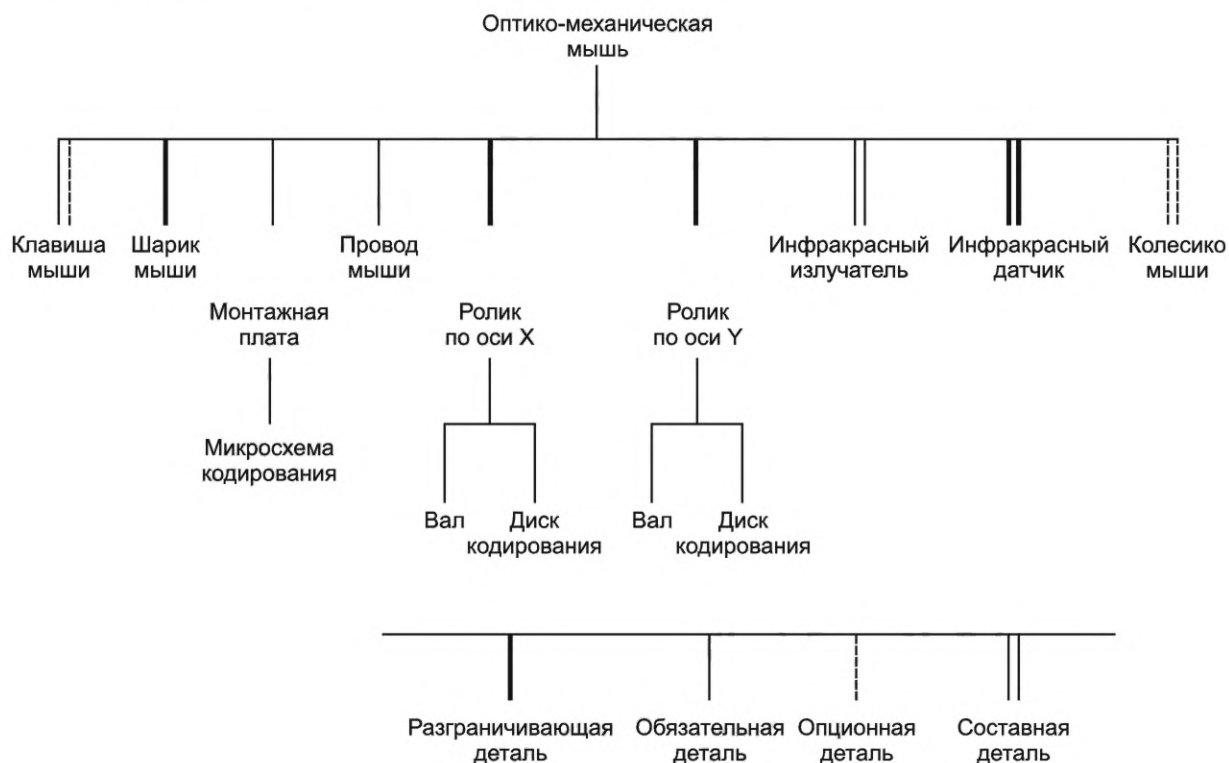 Оптико-механическая
мышь
Клавиша
мыши
Шарик
мыши
Провод
мыши
Инфракрасный
излучатель
Инфракрасный
датчик
Колесико
мыши
Монтажная
плата
Ролик
по оси X
Ролик
по оси Y
Микросхема
кодирования
Вал
Диск
кодирования
Вал
Диск
кодирования
Разграничивающая
деталь
Обязательная
деталь
Опционная
деталь
Составная
деталь